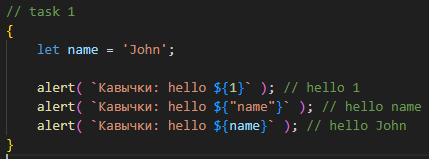 // task 1
{
let name = 'John';
alert( `Кавычки: hello ${1}` ); // hello 1
alert( `Кавычки: hello ${"name"}` ); // hello name
alert( `Кавычки: hello ${name}` ); // hello John
}